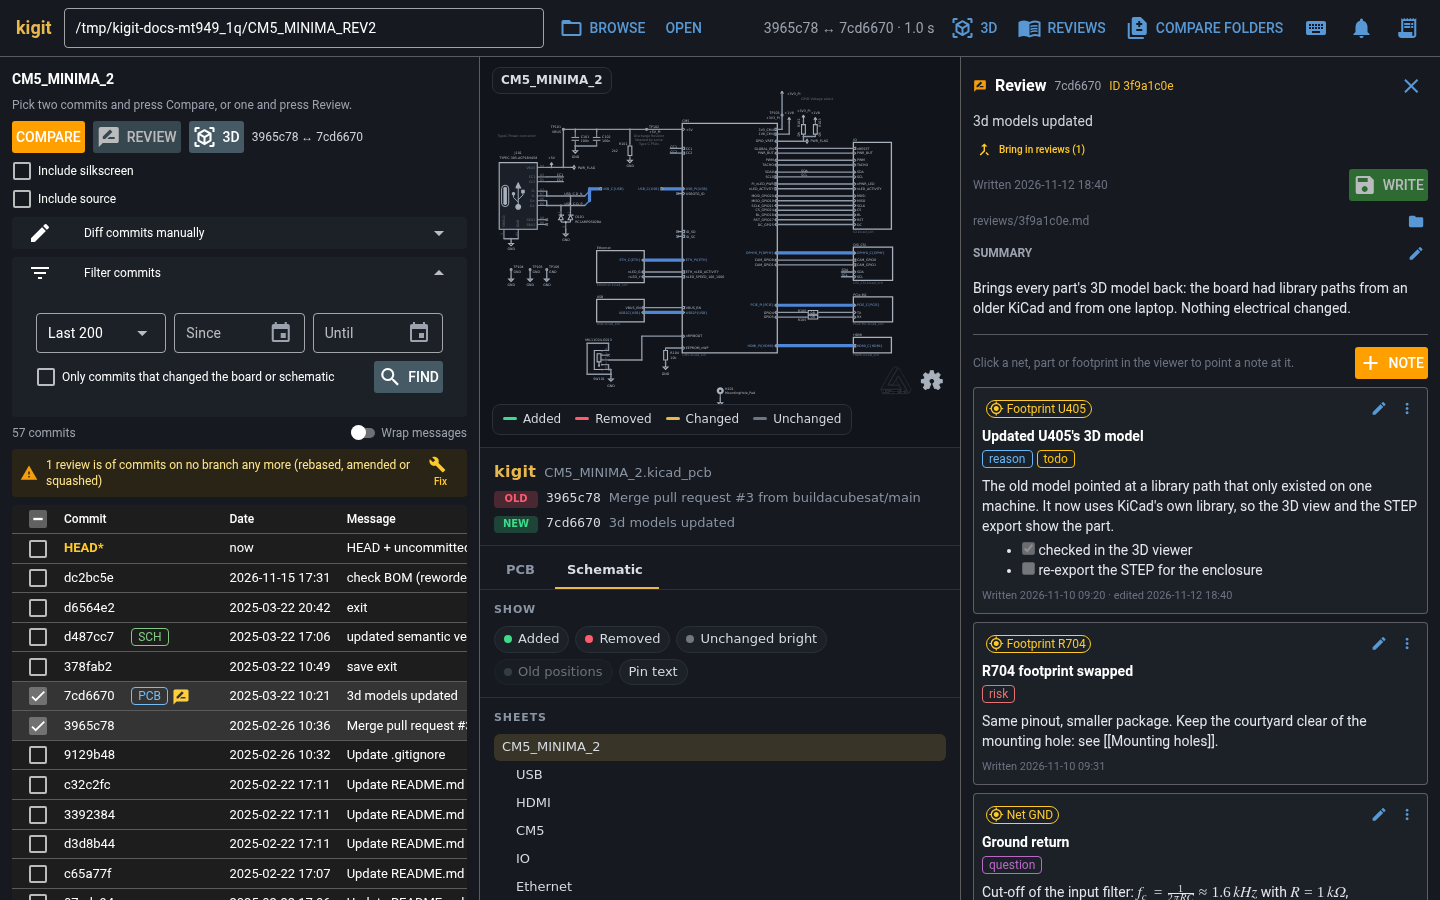 kigit
/tmp/kigit-docs-mt949_1q/CM5_MINIMA_REV2
BROWSE
OPEN
3965c78 ↔ 7cd6670 · 1.0 s
3D
REVIEWS
COMPARE FOLDERS
CM5_MINIMA_2
Pick two commits and press Compare, or one and press Review.
COMPARE
REVIEW
3D
3965c78 ↔ 7cd6670
Include silkscreen
Include source
Diff commits manually
Filter commits
Last 200
Since
Until
Only commits that changed the board or schematic
FIND
57 commits
Wrap messages
1 review is of commits on no branch any more (rebased, amended or
squashed)
Fix
Commit Date Message
HEAD* now HEAD + uncommitted
dc2bc5e 2026-11-15 17:31 check BOM (reworde
d6564e2 2025-03-22 20:42 exit
d487cc7 SCH 2025-03-22 17:06 updated semantic ve
378fab2 2025-03-22 10:49 save exit
7cd6670 PCB 2025-03-22 10:21 3d models updated
3965c78 2025-02-26 10:36 Merge pull request #3
9129b48 2025-02-26 10:32 Update .gitignore
c32c2fc 2025-02-22 17:11 Update README.md
3392384 2025-02-22 17:11 Update README.md
d3d8b44 2025-02-22 17:11 Update README.md
c65a77f 2025-02-22 17:07 Update README.md
CM5_MINIMA_2
Added
Removed
Changed
Unchanged
kigit CM5_MINIMA_2.kicad_pcb
OLD 3965c78 Merge pull request #3 from buildacubesat/main
NEW 7cd6670 3d models updated
PCB
Schematic
SHOW
Added
Removed
Unchanged bright
Old positions
Pin text
SHEETS
CM5_MINIMA_2
USB
HDMI
CM5
IO
Ethernet
Review 7cd6670 ID 3f9a1c0e
3d models updated
Bring in reviews (1)
Written 2026-11-12 18:40
WRITE
reviews/3f9a1c0e.md
SUMMARY
Brings every part's 3D model back: the board had library paths from an
older KiCad and from one laptop. Nothing electrical changed.
Click a net, part or footprint in the viewer to point a note at it.
NOTE
Footprint U405
Updated U405's 3D model
reason
todo
The old model pointed at a library path that only existed on one
machine. It now uses KiCad's own library, so the 3D view and the STEP
export show the part.
checked in the 3D viewer
re-export the STEP for the enclosure
Written 2026-11-10 09:20 · edited 2026-11-12 18:40
Footprint R704
R704 footprint swapped
risk
Same pinout, smaller package. Keep the courtyard clear of the
mounting hole: see [[Mounting holes]].
Written 2026-11-10 09:31
Net GND
Ground return
question
Cut-off of the input filter: f_c = 1/2πRC ≈ 1.6 kHz with R = 1 kΩ,